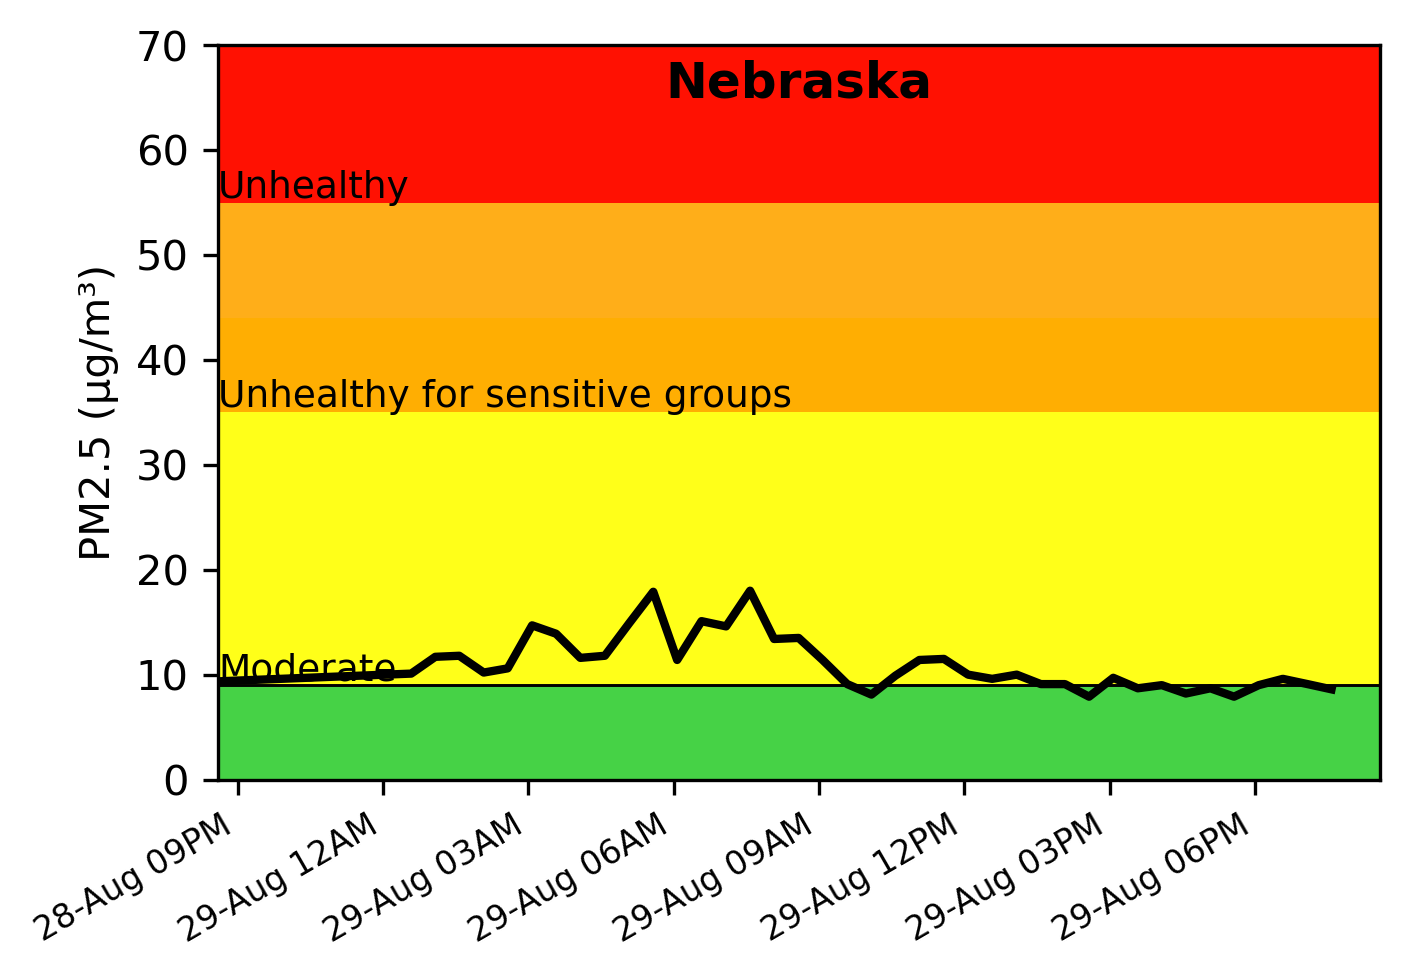 Nebraska
70
60
50
40
30
20
10
0
PM2.5 (µg/m³)
Unhealthy
Unhealthy for sensitive groups
Moderate
28-Aug 09PM
29-Aug 12AM
29-Aug 03AM
29-Aug 06AM
29-Aug 09AM
29-Aug 12PM
29-Aug 03PM
29-Aug 06PM